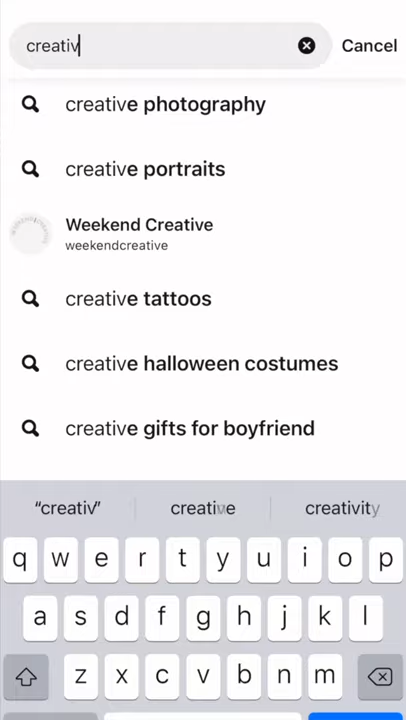 creativ
Cancel
creative photography
creative portraits
Weekend Creative
weekendcreative
creative tattoos
creative halloween costumes
creative gifts for boyfriend
“creativ” creative creativity
q w e r t y u i o p
a s d f g h j k l
z x c v b n m